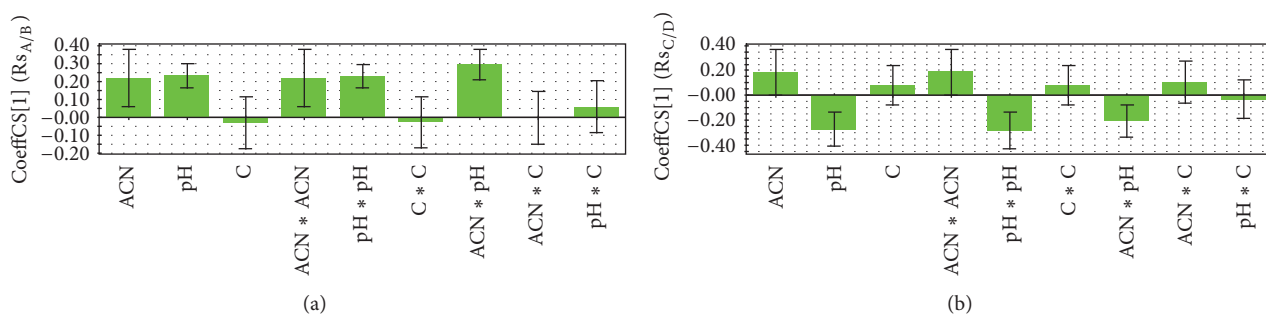 CoeffCS[1] (Rs_{A/B})
0.40
0.30
0.20
0.10
−0.00
−0.10
−0.20
ACN
pH
C
ACN ∗ ACN
pH ∗ pH
C ∗ C
ACN ∗ pH
ACN ∗ C
pH ∗ C
(a)
CoeffCS[1] (Rs_{C/D})
0.40
0.20
−0.00
−0.20
−0.40
ACN
pH
C
ACN ∗ ACN
pH ∗ pH
C ∗ C
ACN ∗ pH
ACN ∗ C
pH ∗ C
(b)